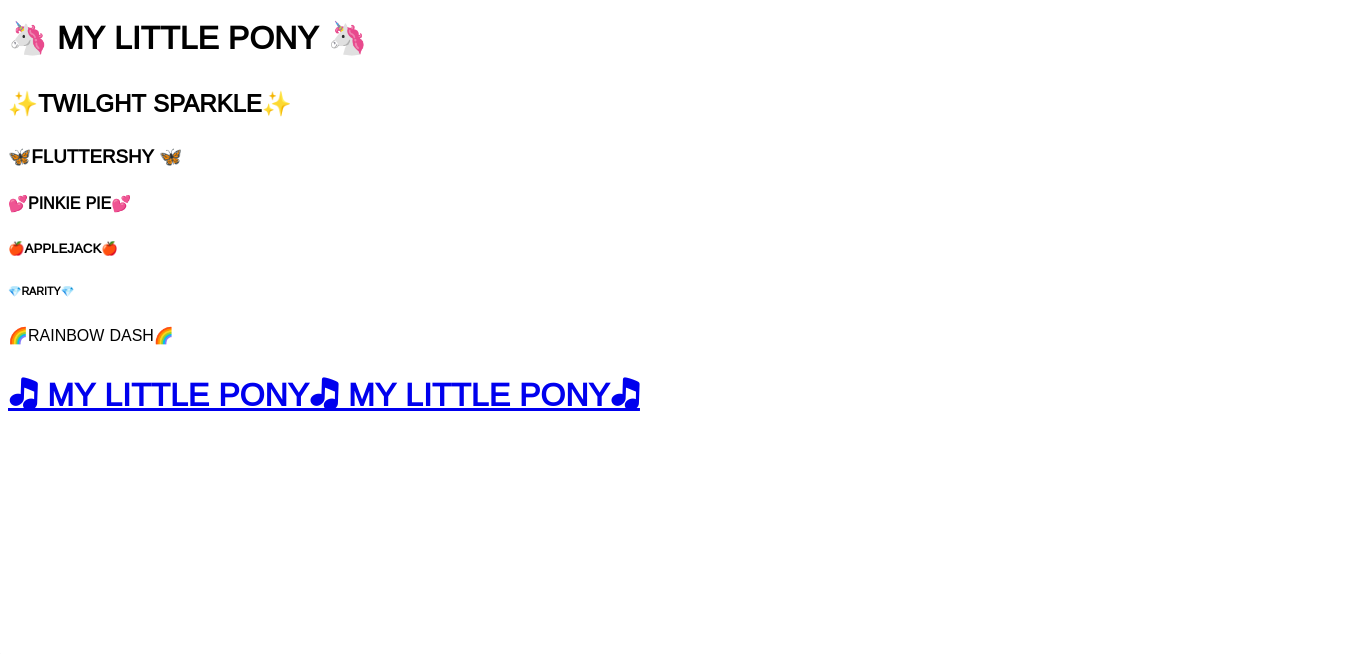 🦄 MY LITTLE PONY 🦄
✨TWILGHT SPARKLE✨
🦋FLUTTERSHY 🦋
💕PINKIE PIE💕
🍎APPLEJACK🍎
💎RARITY💎
🌈RAINBOW DASH🌈
🎵 MY LITTLE PONY🎵 MY LITTLE PONY🎵